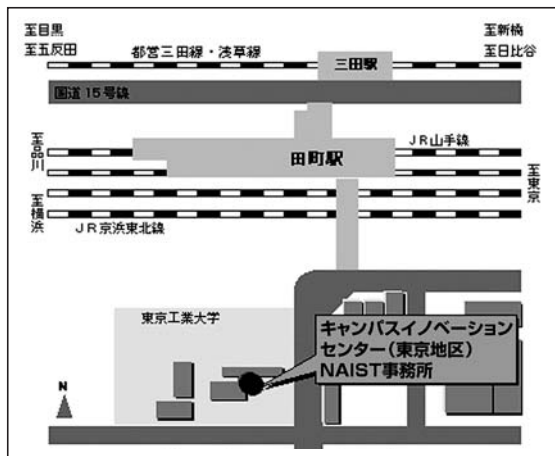 至目黒
至五反田
都営三田線・浅草線
至新橋
至日比谷
三田駅
国道15号線
至品川
田町駅
JR山手線
至東京
至横浜
JR京浜東北線
東京工業大学
キャンパスイノベーション
センター(東京地区)
NAIST事務所
N